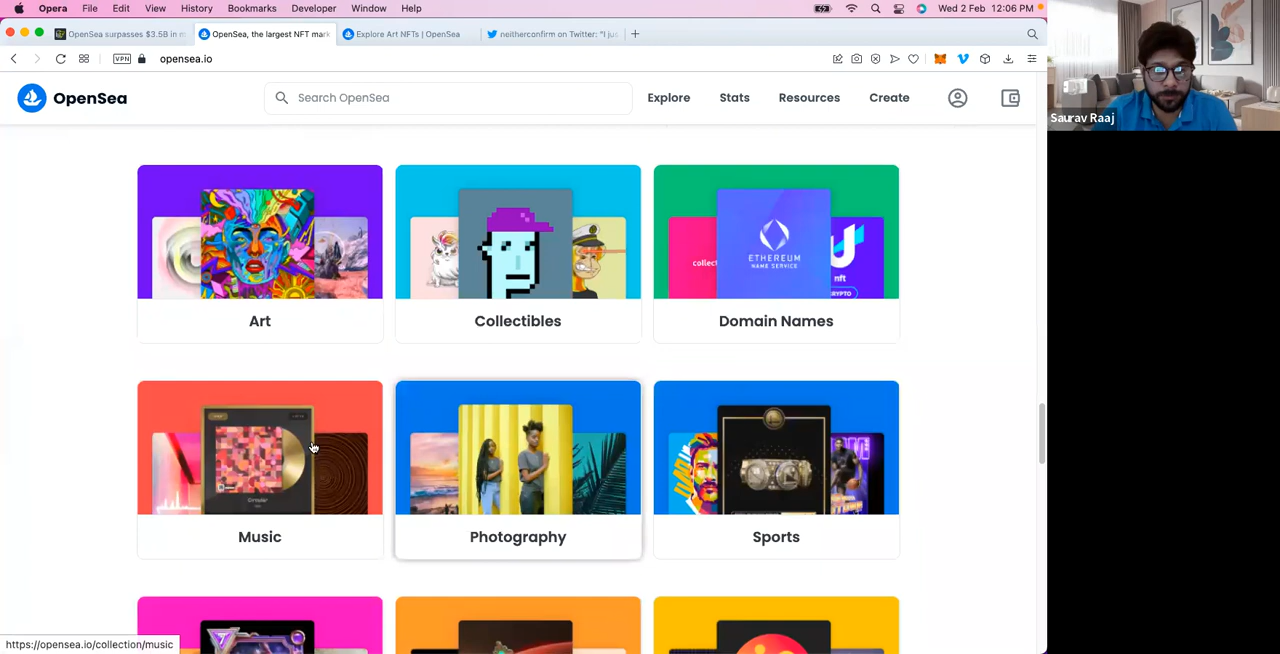 Opera File Edit View History Bookmarks Developer Window Help Wed 2 Feb 12:06 PM
OpenSea surpasses $3.5B in m OpenSea, the largest NFT mark Explore Art NFTs | OpenSea neitherconfirm on Twitter: "I jus
VPN opensea.io
OpenSea Search OpenSea Explore Stats Resources Create
Saurav Raaj
collect ETHEREUM
NAME SERVICE
nft
CRYPTO
Art Collectibles Domain Names
Music Photography Sports
https://opensea.io/collection/music